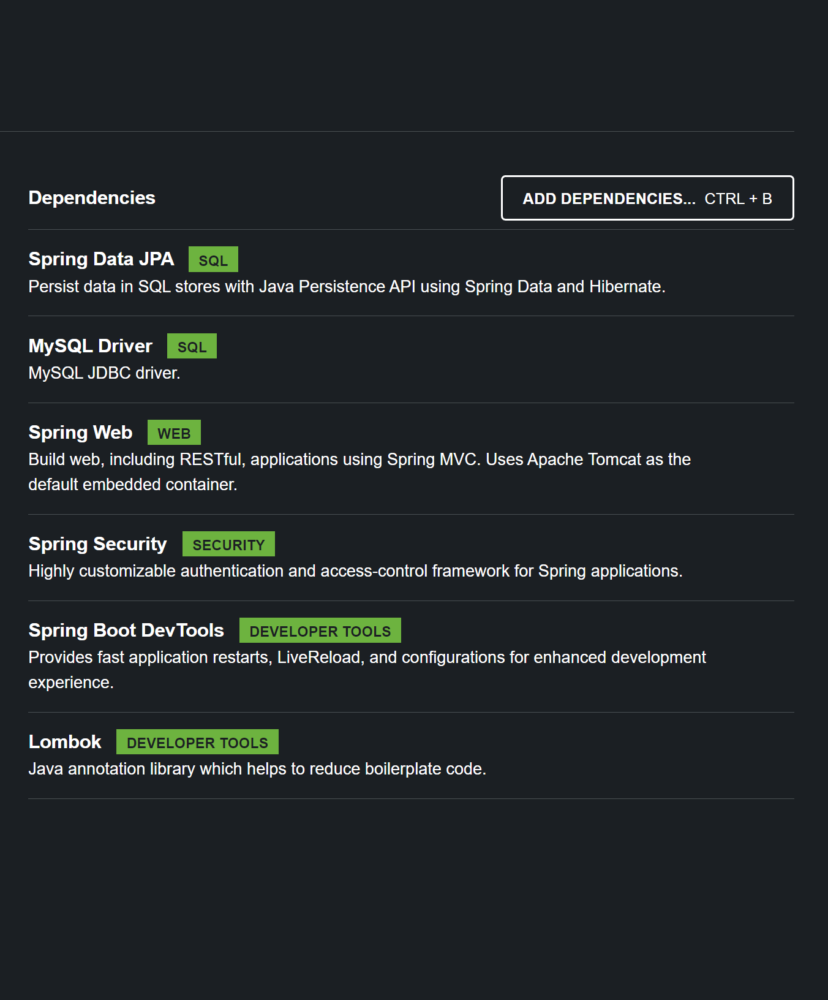 Dependencies
ADD DEPENDENCIES... CTRL + B
Spring Data JPA SQL
Persist data in SQL stores with Java Persistence API using Spring Data and Hibernate.
MySQL Driver SQL
MySQL JDBC driver.
Spring Web WEB
Build web, including RESTful, applications using Spring MVC. Uses Apache Tomcat as the
default embedded container.
Spring Security SECURITY
Highly customizable authentication and access-control framework for Spring applications.
Spring Boot DevTools DEVELOPER TOOLS
Provides fast application restarts, LiveReload, and configurations for enhanced development
experience.
Lombok DEVELOPER TOOLS
Java annotation library which helps to reduce boilerplate code.